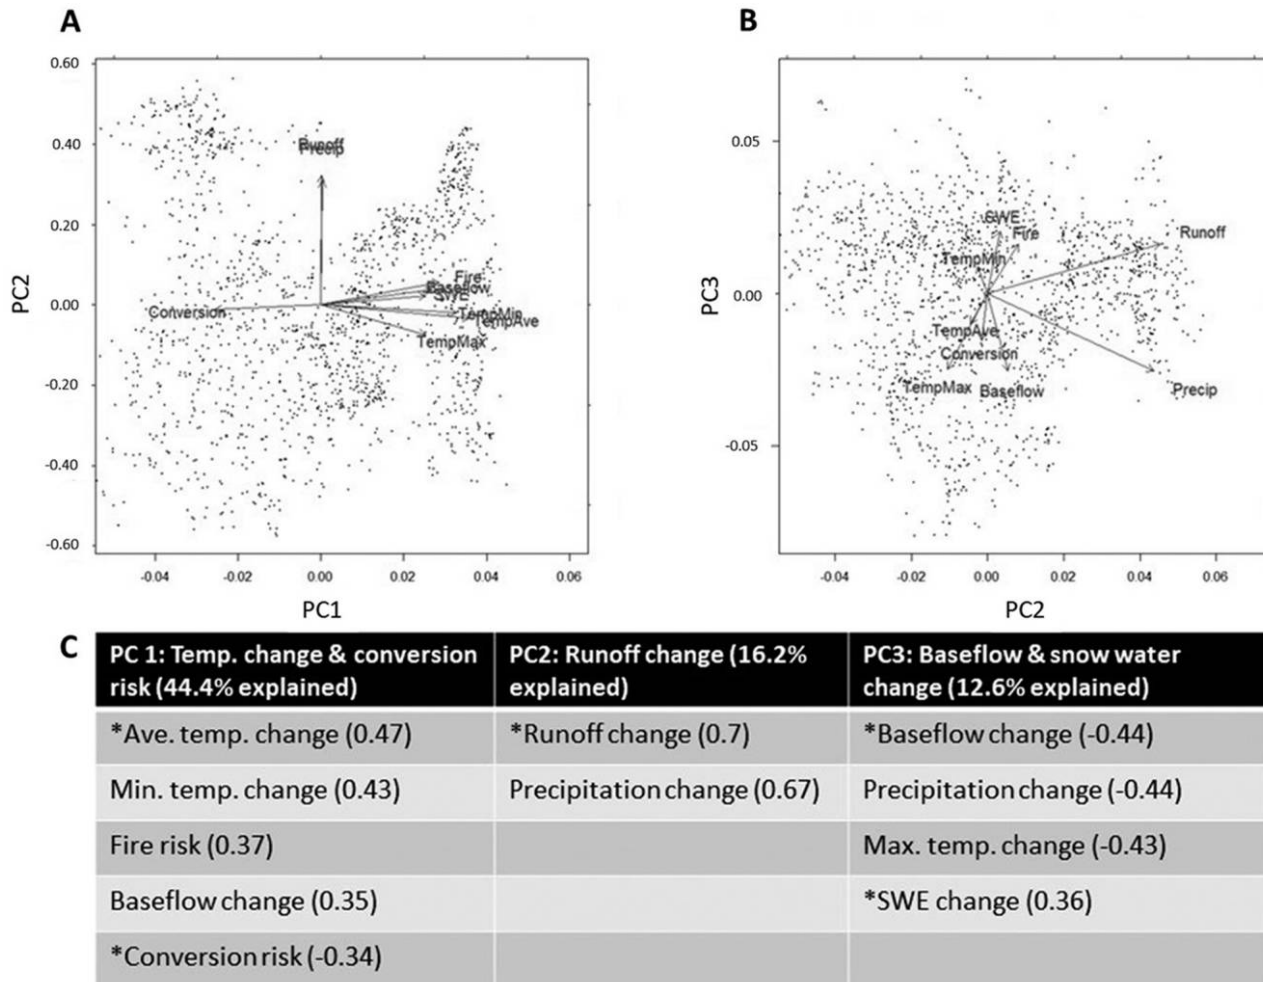 A
B
0.60
0.40
0.20
0.00
-0.20
-0.40
-0.60
PC2
Runoff
Precip
Fire
Baseflow
SWE
Conversion
TempMin
TempAve
TempMax
-0.04
-0.02
0.00
0.02
0.04
0.06
PC1
0.05
0.00
-0.05
PC3
SWE
Fire
Runoff
TempMin
TempAve
Conversion
TempMax
Baseflow
Precip
-0.04
-0.02
0.00
0.02
0.04
0.06
PC2
C
PC 1: Temp. change & conversion
risk (44.4% explained)
PC2: Runoff change (16.2%
explained)
PC3: Baseflow & snow water
change (12.6% explained)
*Ave. temp. change (0.47)
*Runoff change (0.7)
*Baseflow change (-0.44)
Min. temp. change (0.43)
Precipitation change (0.67)
Precipitation change (-0.44)
Fire risk (0.37)
Max. temp. change (-0.43)
Baseflow change (0.35)
*SWE change (0.36)
*Conversion risk (-0.34)